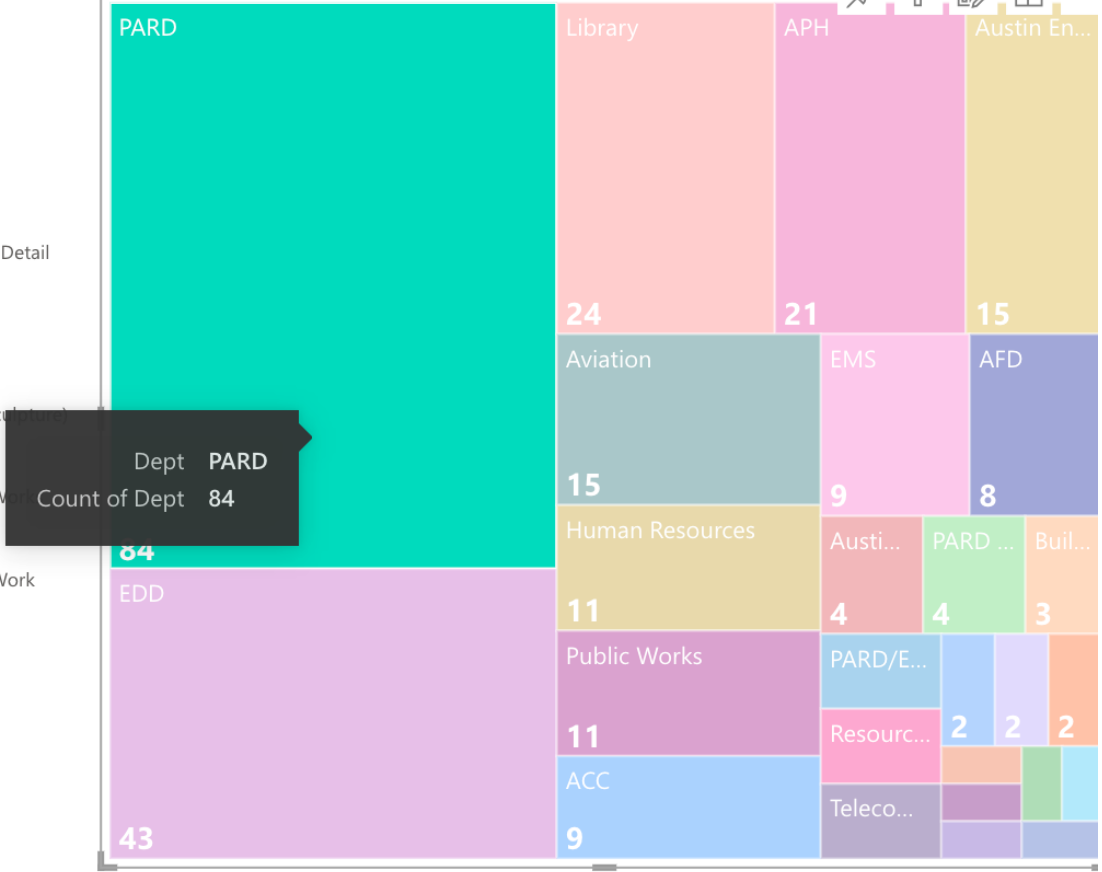 PARD
Library
APH
Austin En...
Detail
24
21
15
Aviation
EMS
AFD
ulpture)
Dept PARD
Count of Dept 84
15
9
8
84
Human Resources
Austi...
PARD ...
Buil...
Work
EDD
11
4
4
3
Public Works
PARD/E...
11
2
2
2
Resourc...
ACC
Teleco...
43
9